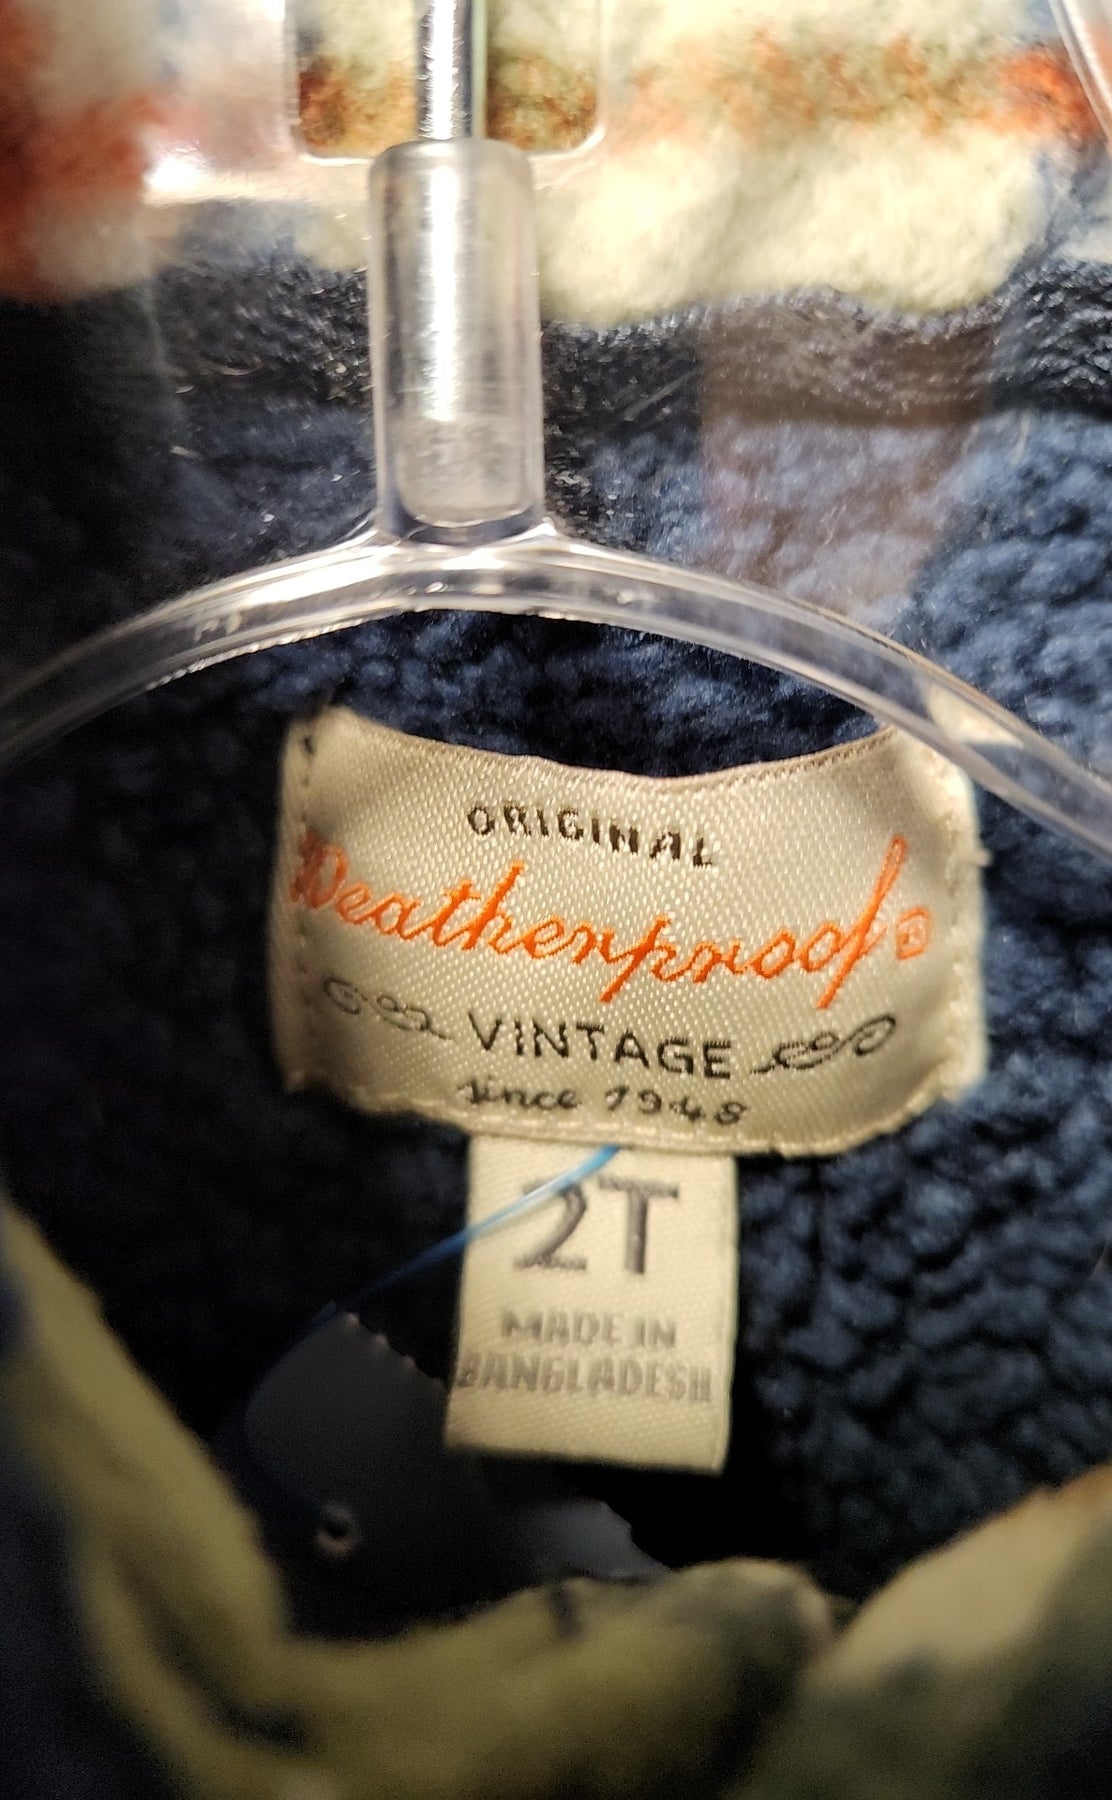 ORIGINAL
Weatherproof®
VINTAGE
since 1948
2T
MADE IN
BANGLADESH